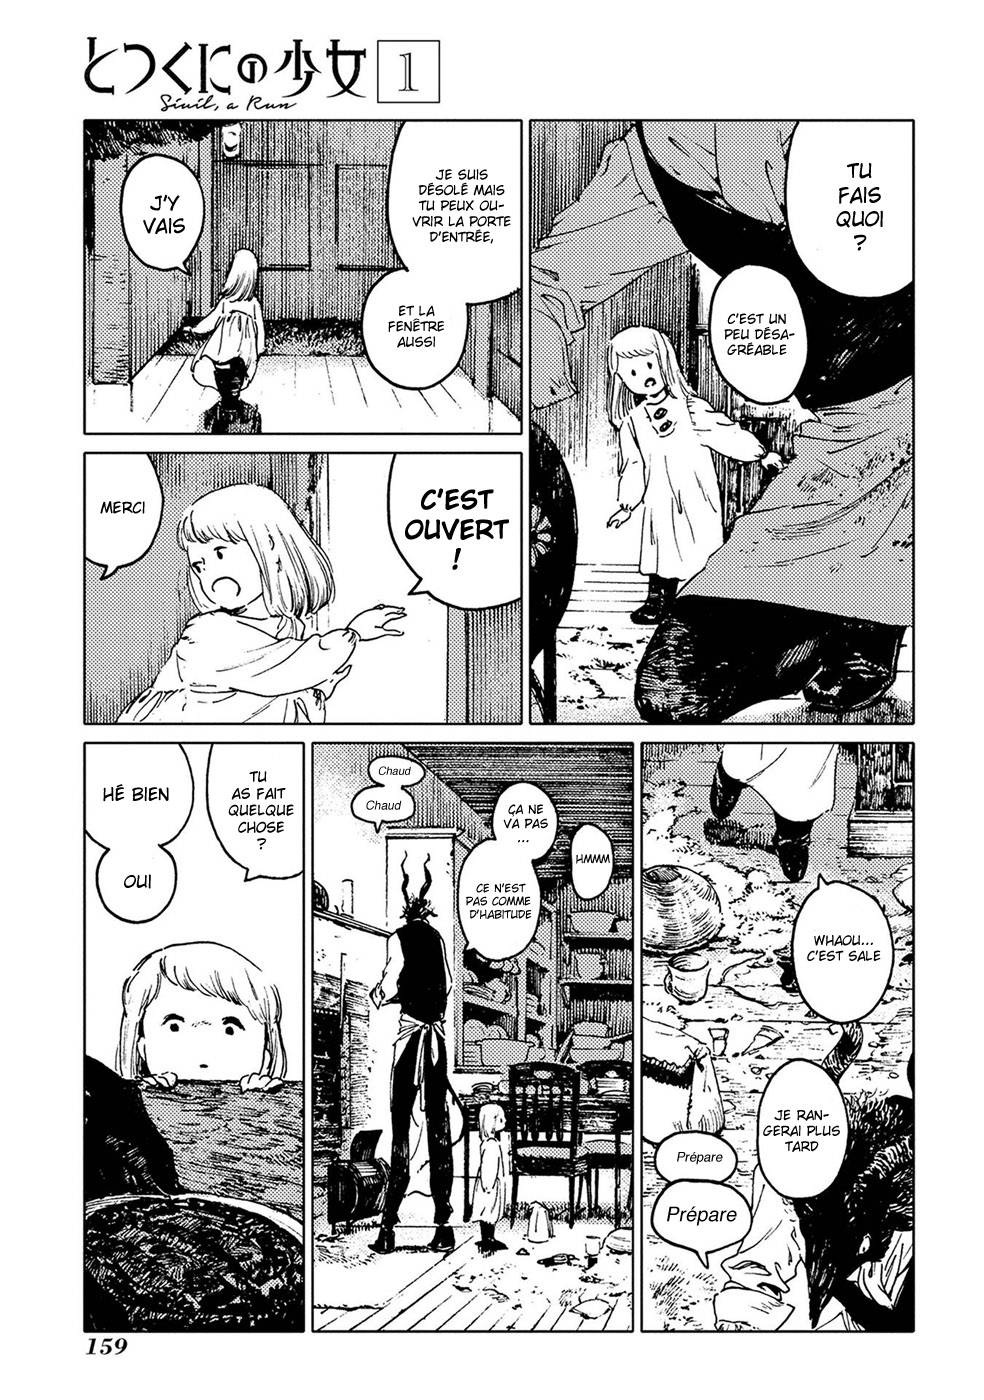 とつくにの少女 1
Siúil, a Run
TU
FAIS
QUOI
?
C'EST UN
PEU DÉSA-
GRÉABLE
JE SUIS
DÉSOLÉ MAIS
TU PEUX OU-
VRIR LA PORTE
D'ENTRÉE,
ET LA
FENÊTRE
AUSSI
J'Y
VAIS
C'EST
OUVERT
!
MERCI
WHAOU...
C'EST SALE
JE RAN-
GERAI PLUS
TARD
Prépare
Prépare
HMMM
ÇA NE
VA PAS
...
CE N'EST
PAS COMME
D'HABITUDE
Chaud
Chaud
TU
AS FAIT
QUELQUE
CHOSE
?
HÉ BIEN
OUI
159